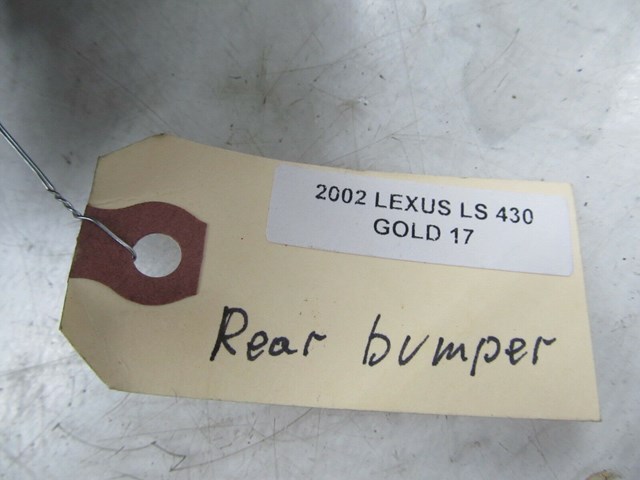 2002 LEXUS LS 430
GOLD 17
Rear bumper